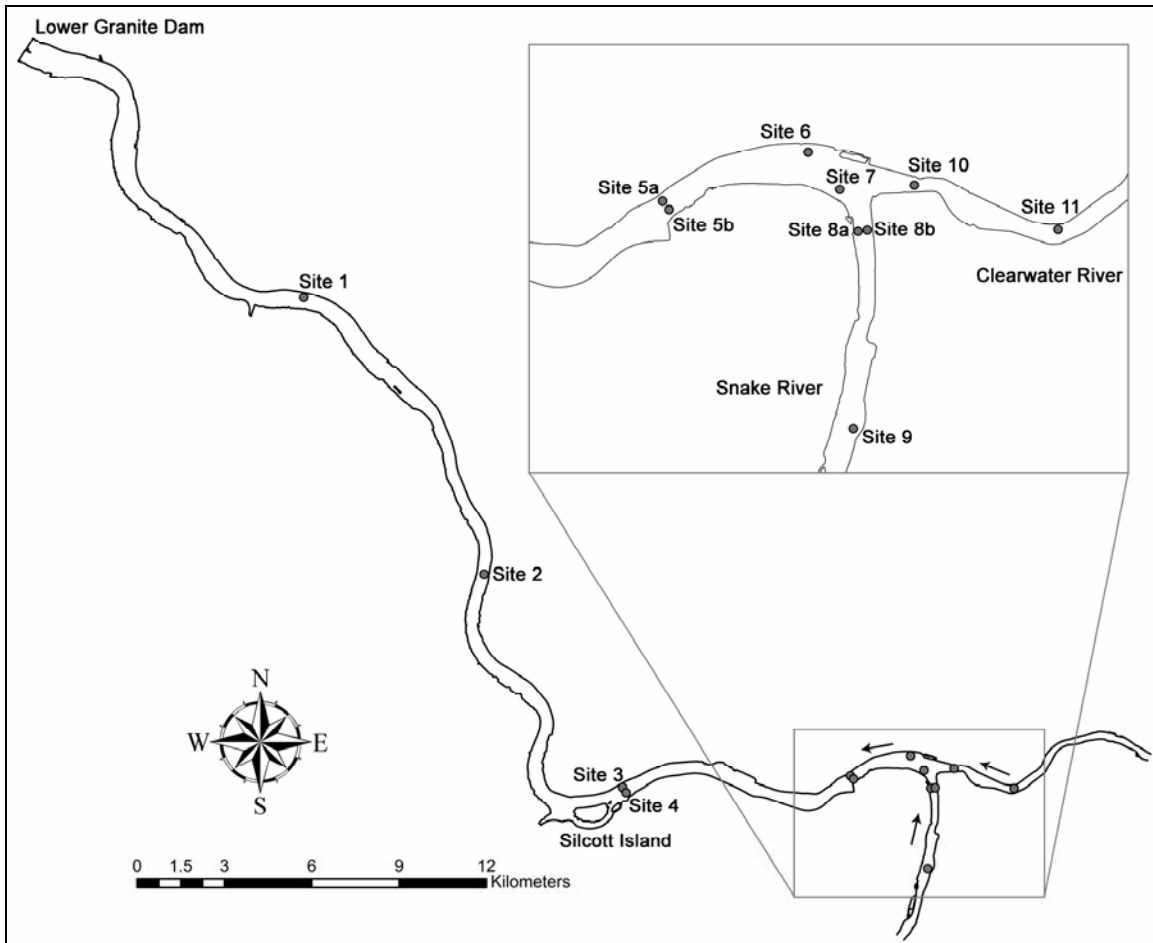 Lower Granite Dam
Site 6
Site 10
Site 7
Site 5a
Site 5b
Site 11
Site 8a
Site 8b
Clearwater River
Site 1
Snake River
Site 9
Site 2
N
W E
S
Site 3
Site 4
Silcott Island
0 1.5 3 6 9 12
Kilometers